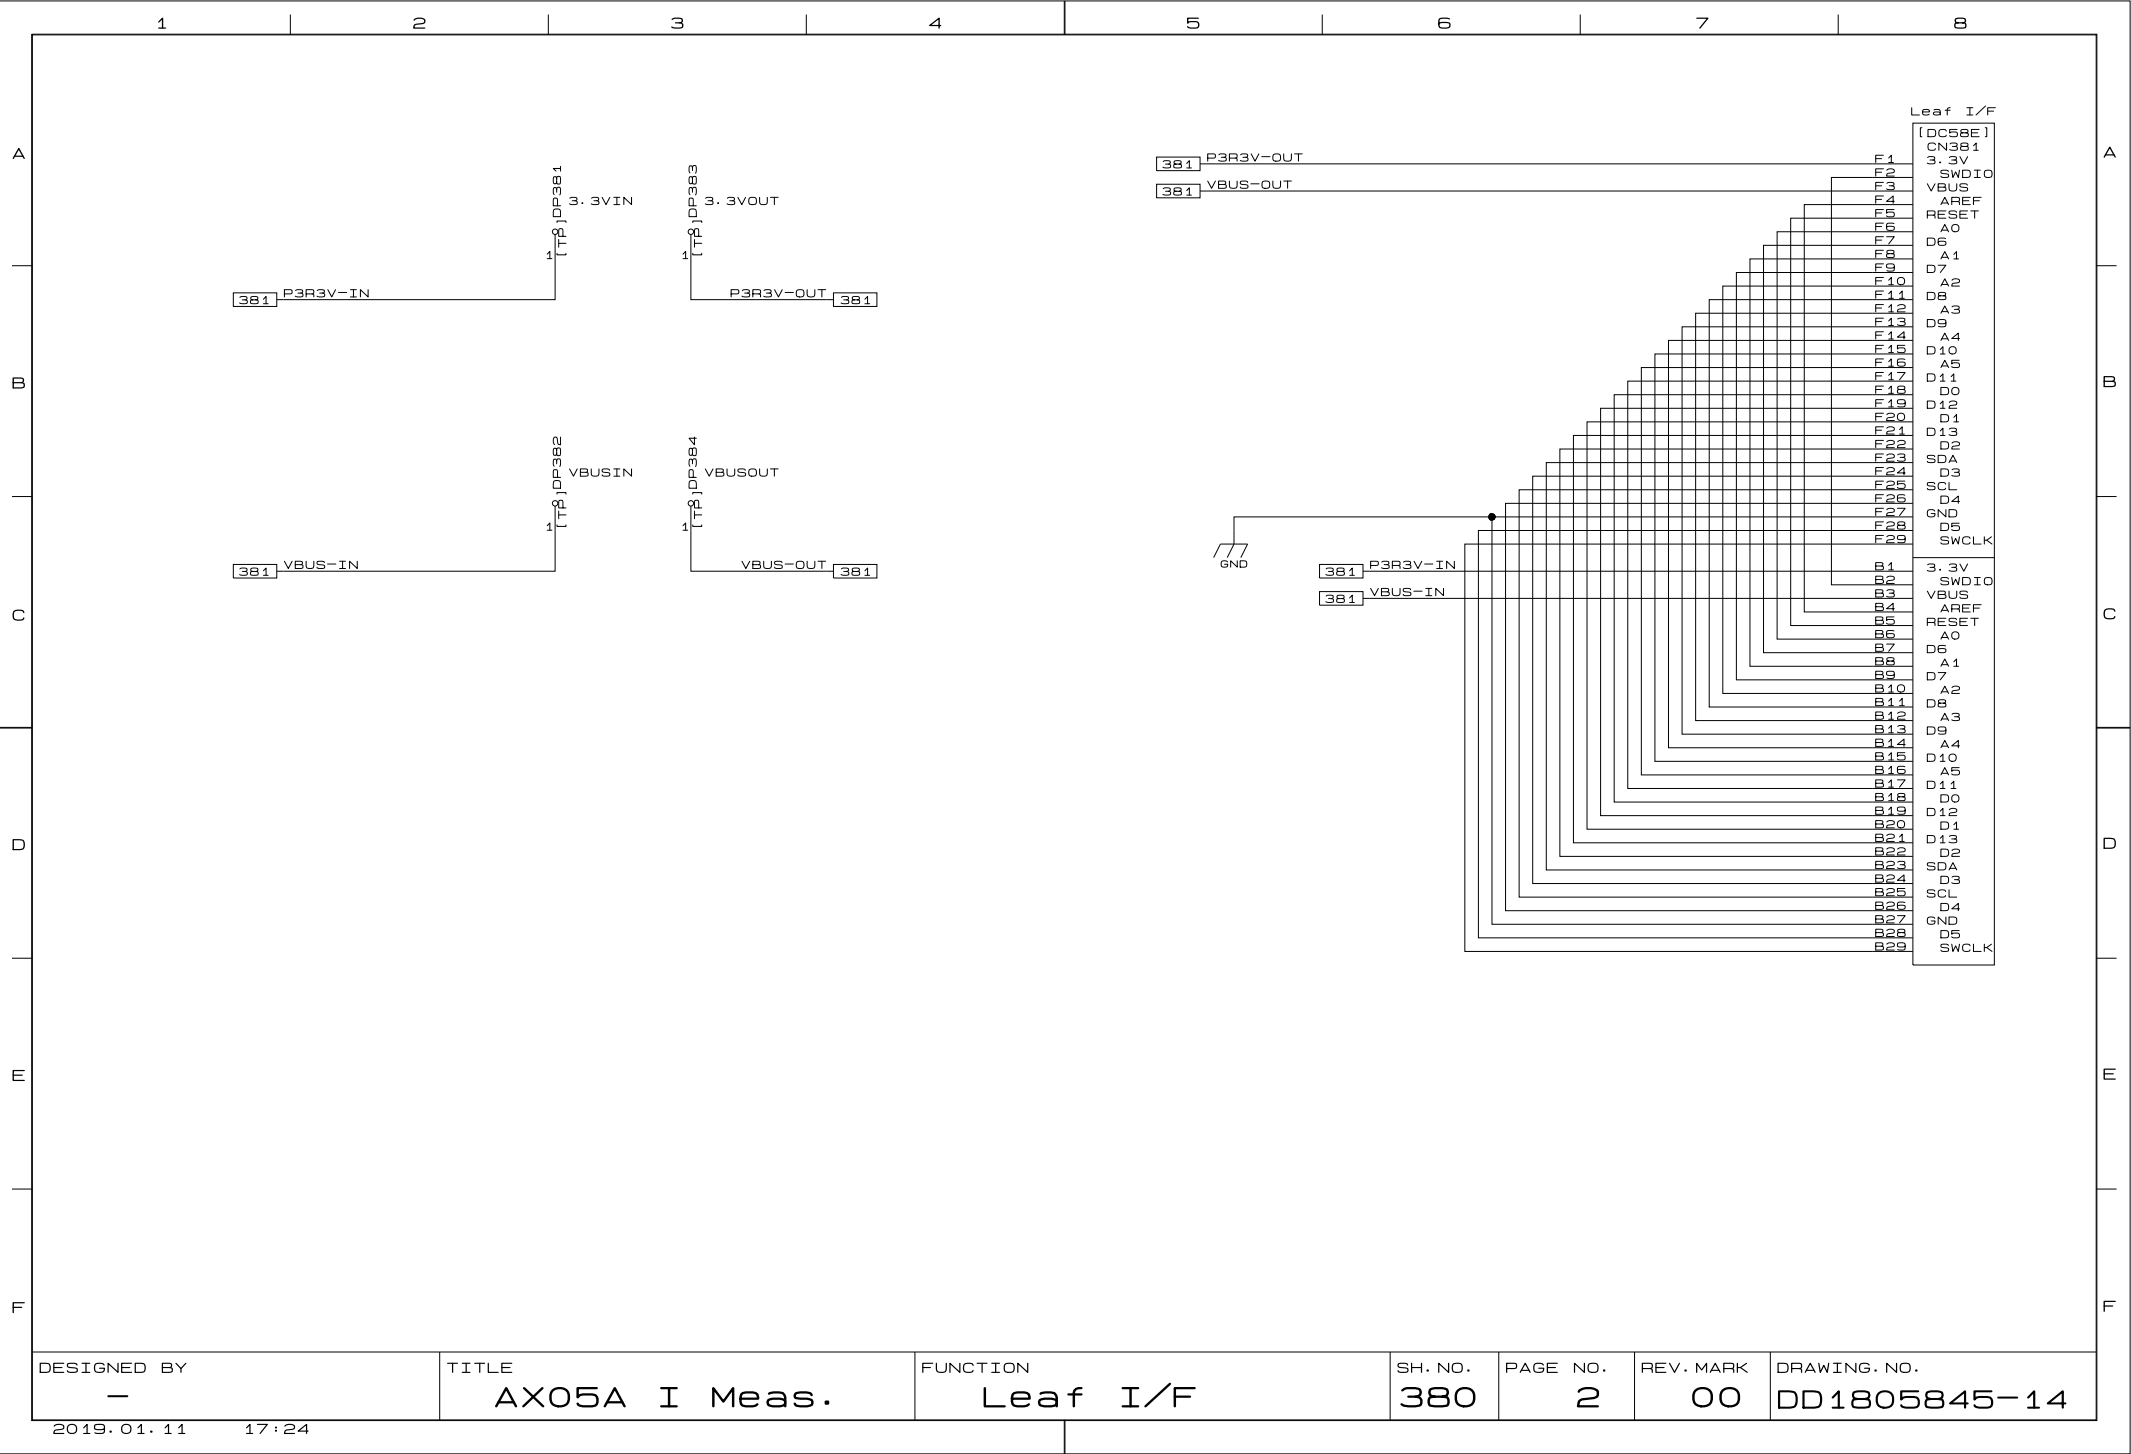 1 2 3 4 5 6 7 8
A A
B B
C C
D D
E E
F F
[TP]DP381
3.3VIN
1
381 P3R3V-IN
[TP]DP383
3.3VOUT
1
P3R3V-OUT 381
[TP]DP382
VBUSIN
1
381 VBUS-IN
[TP]DP384
VBUSOUT
1
VBUS-OUT 381
381 P3R3V-OUT
381 VBUS-OUT
GND
381 P3R3V-IN
381 VBUS-IN
Leaf I/F
[DC58E]
CN381
F1 3.3V
F2 SWDIO
F3 VBUS
F4 AREF
F5 RESET
F6 A0
F7 D6
F8 A1
F9 D7
F10 A2
F11 D8
F12 A3
F13 D9
F14 A4
F15 D10
F16 A5
F17 D11
F18 D0
F19 D12
F20 D1
F21 D13
F22 D2
F23 SDA
F24 D3
F25 SCL
F26 D4
F27 GND
F28 D5
F29 SWCLK
B1 3.3V
B2 SWDIO
B3 VBUS
B4 AREF
B5 RESET
B6 A0
B7 D6
B8 A1
B9 D7
B10 A2
B11 D8
B12 A3
B13 D9
B14 A4
B15 D10
B16 A5
B17 D11
B18 D0
B19 D12
B20 D1
B21 D13
B22 D2
B23 SDA
B24 D3
B25 SCL
B26 D4
B27 GND
B28 D5
B29 SWCLK
DESIGNED BY
-
TITLE
AX05A I Meas.
FUNCTION
Leaf I/F
SH.NO.
380
PAGE NO.
2
REV.MARK
00
DRAWING.NO.
DD1805845-14
2019.01.11 17:24